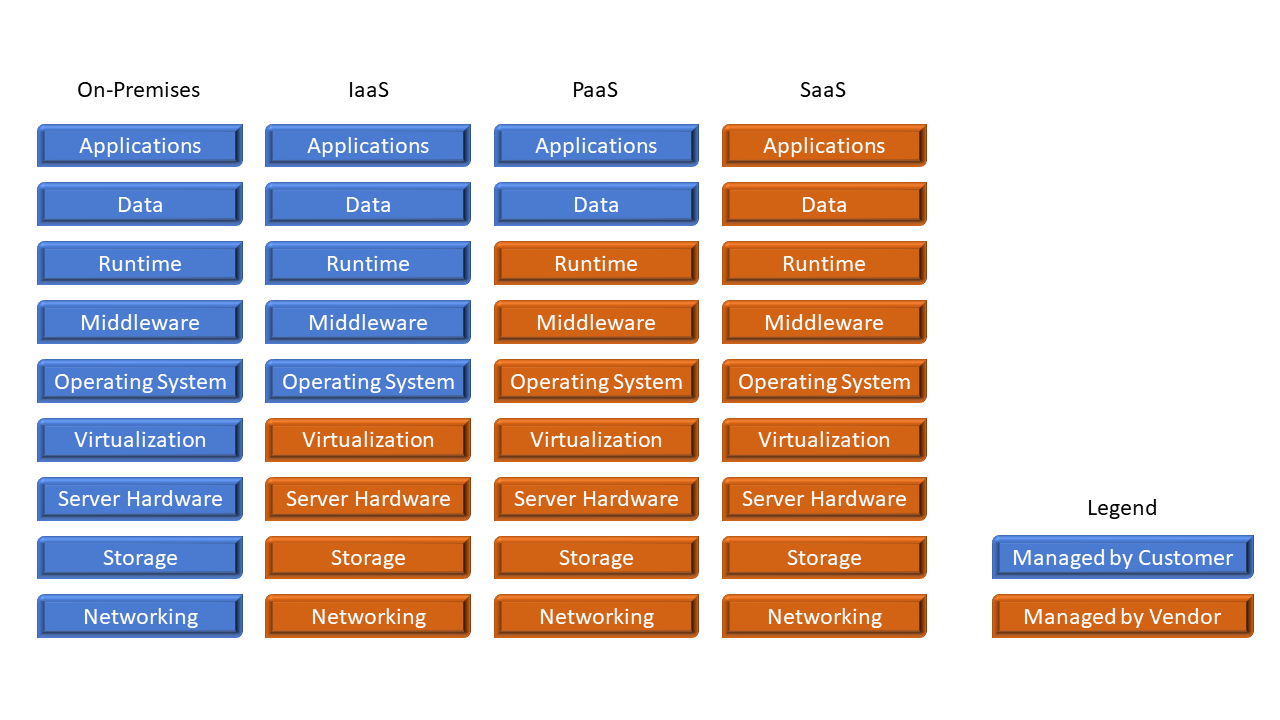 On-Premises
IaaS
PaaS
SaaS
Applications
Applications
Applications
Applications
Data
Data
Data
Data
Runtime
Runtime
Runtime
Runtime
Middleware
Middleware
Middleware
Middleware
Operating System
Operating System
Operating System
Operating System
Virtualization
Virtualization
Virtualization
Virtualization
Server Hardware
Server Hardware
Server Hardware
Server Hardware
Storage
Storage
Storage
Storage
Networking
Networking
Networking
Networking
Legend
Managed by Customer
Managed by Vendor